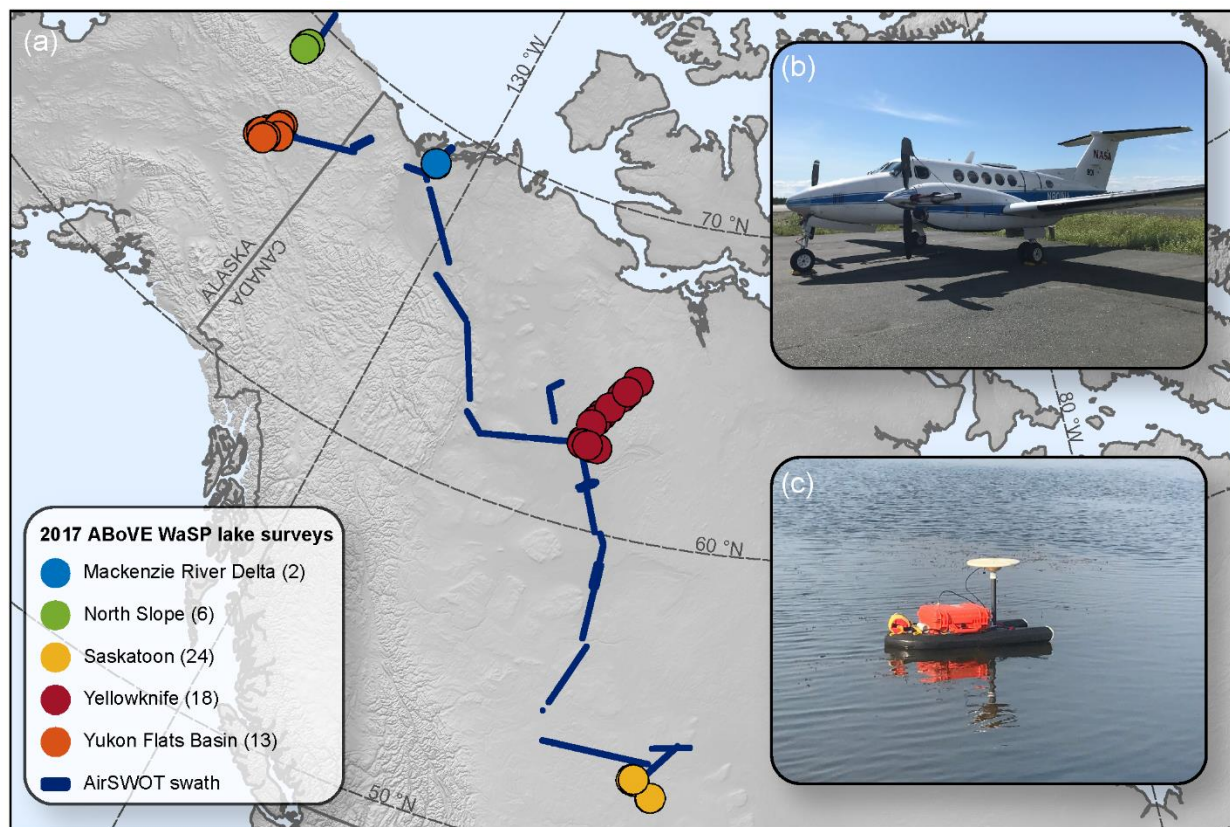 (a)
130 °W
(b)
NASA
70 °N
ALASKA
CANADA
80 °W
(c)
60 °N
2017 ABoVE WaSP lake surveys
Mackenzie River Delta (2)
North Slope (6)
Saskatoon (24)
Yellowknife (18)
Yukon Flats Basin (13)
AirSWOT swath
50 °N